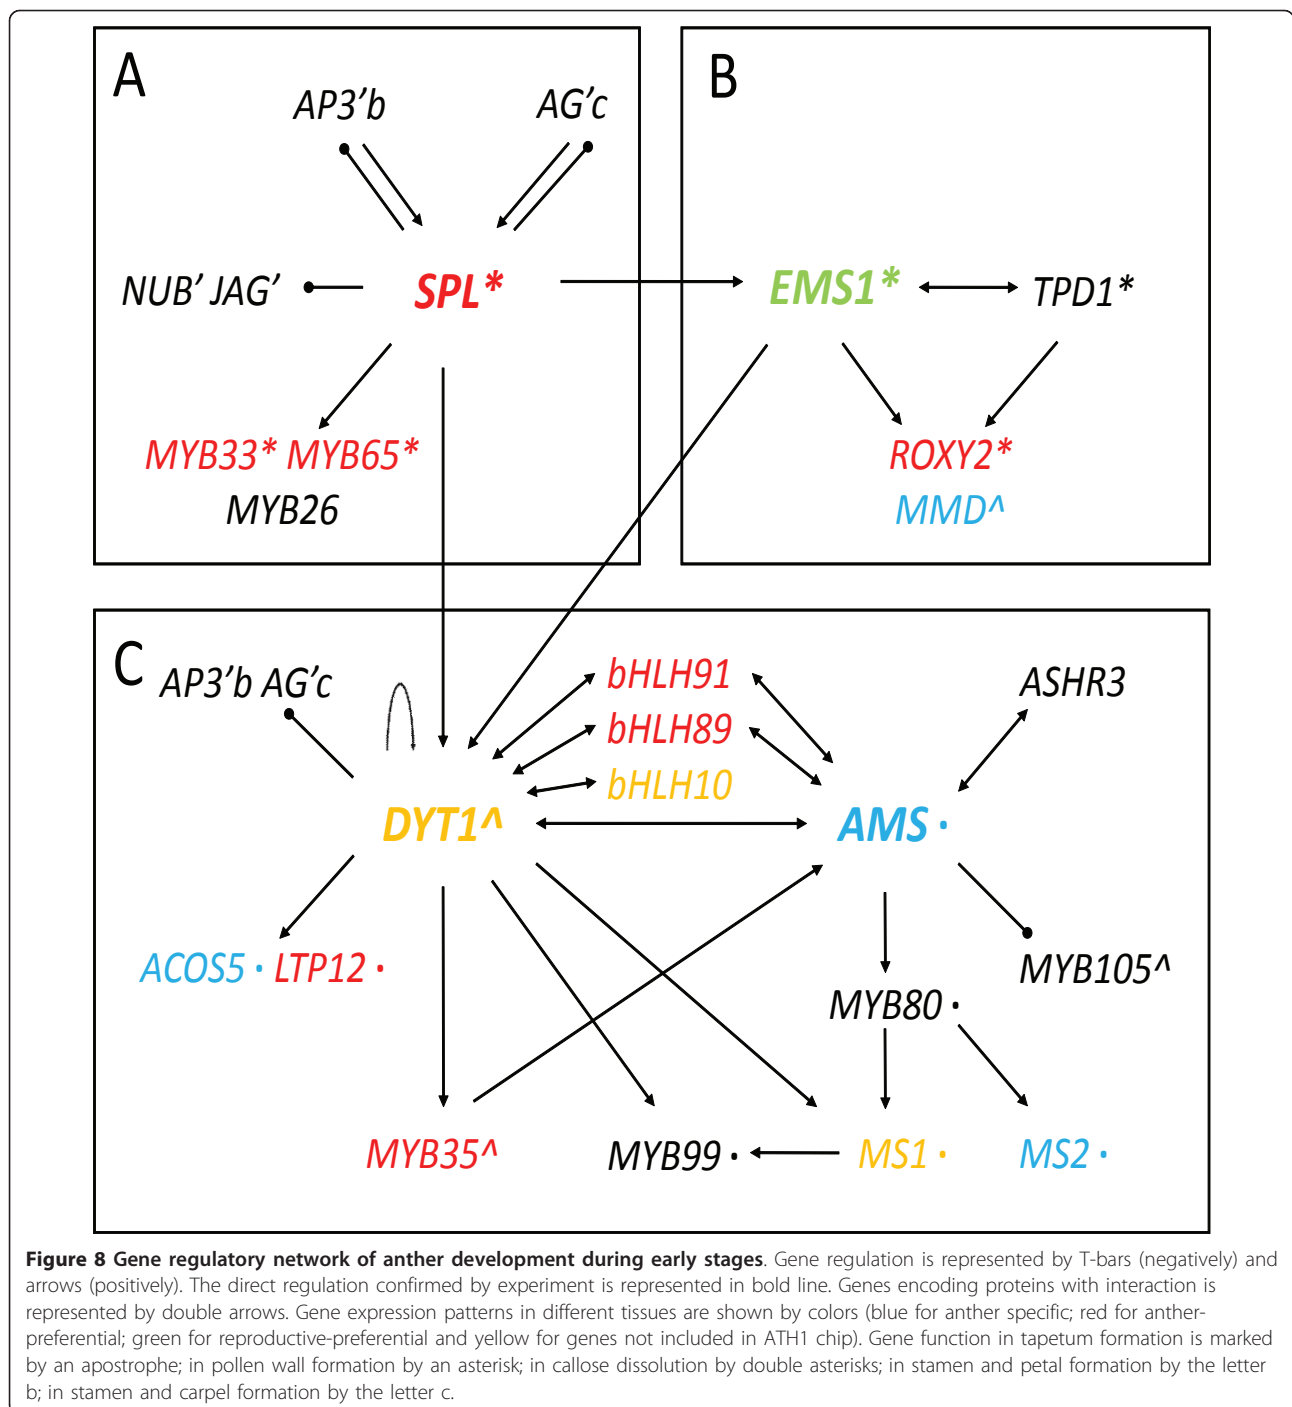 A
AP3'b
AG'c
NUB' JAG'
SPL*
MYB33* MYB65*
MYB26
B
EMS1*
TPD1*
ROXY2*
MMD^
C
AP3'b AG'c
bHLH91
bHLH89
bHLH10
ASHR3
DYT1^
AMS ·
ACOS5 · LTP12 ·
MYB105^
MYB80 ·
MYB35^
MYB99 ·
MS1 ·
MS2 ·
Figure 8 Gene regulatory network of anther development during early stages. Gene regulation is represented by T-bars (negatively) and
arrows (positively). The direct regulation confirmed by experiment is represented in bold line. Genes encoding proteins with interaction is
represented by double arrows. Gene expression patterns in different tissues are shown by colors (blue for anther specific; red for anther-
preferential; green for reproductive-preferential and yellow for genes not included in ATH1 chip). Gene function in tapetum formation is marked
by an apostrophe; in pollen wall formation by an asterisk; in callose dissolution by double asterisks; in stamen and petal formation by the letter
b; in stamen and carpel formation by the letter c.